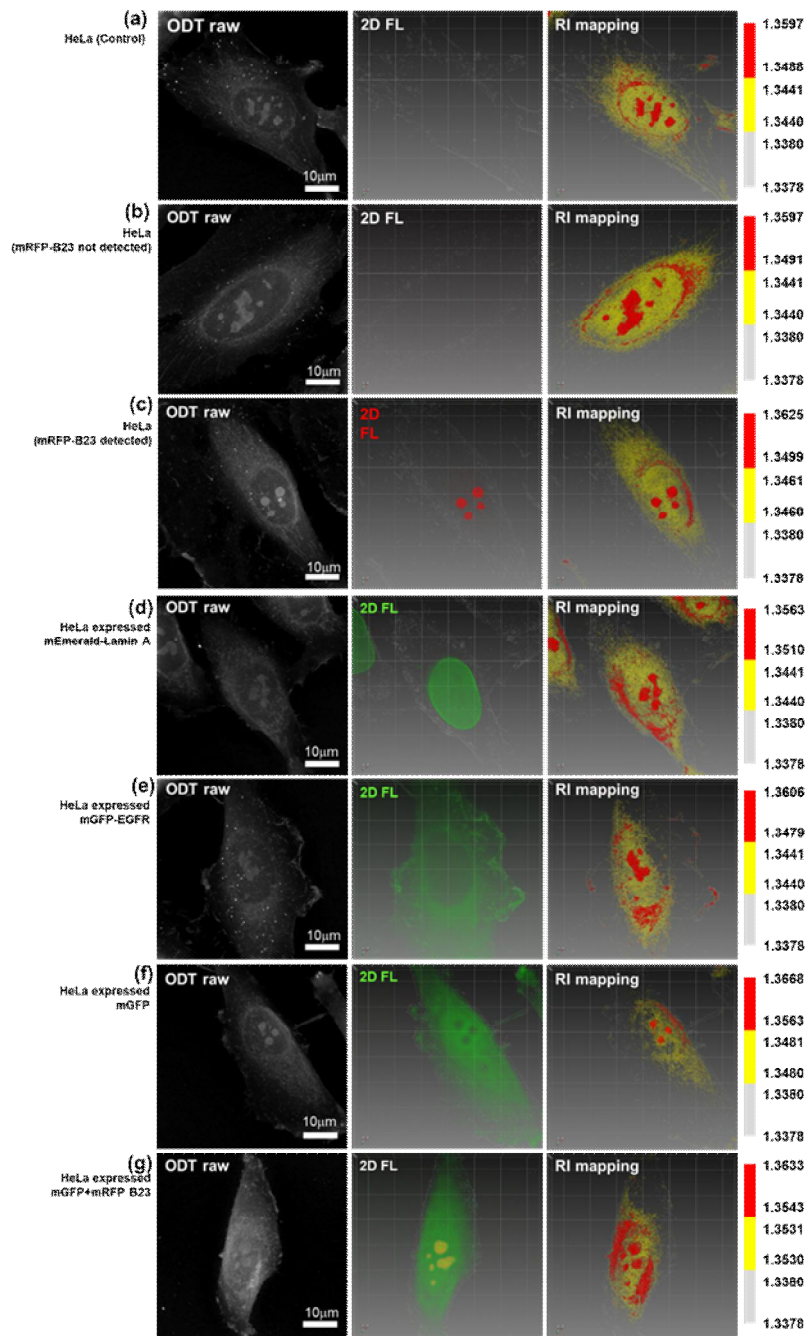 (a)
HeLa (Control)
ODT raw
2D FL
RI mapping
10μm
1.3597
1.3488
1.3441
1.3440
1.3380
1.3378
(b)
HeLa
(mRFP-B23 not detected)
ODT raw
2D FL
RI mapping
10μm
1.3597
1.3491
1.3441
1.3440
1.3380
1.3378
(c)
HeLa
(mRFP-B23 detected)
ODT raw
2D
FL
RI mapping
10μm
1.3625
1.3499
1.3461
1.3460
1.3380
1.3378
(d)
HeLa expressed
mEmerald-Lamin A
ODT raw
2D FL
RI mapping
10μm
1.3563
1.3510
1.3441
1.3440
1.3380
1.3378
(e)
HeLa expressed
mGFP-EGFR
ODT raw
2D FL
RI mapping
10μm
1.3606
1.3479
1.3441
1.3440
1.3380
1.3378
(f)
HeLa expressed
mGFP
ODT raw
2D FL
RI mapping
10μm
1.3668
1.3563
1.3481
1.3480
1.3380
1.3378
(g)
HeLa expressed
mGFP+mRFP B23
ODT raw
2D FL
RI mapping
10μm
1.3633
1.3543
1.3531
1.3530
1.3380
1.3378